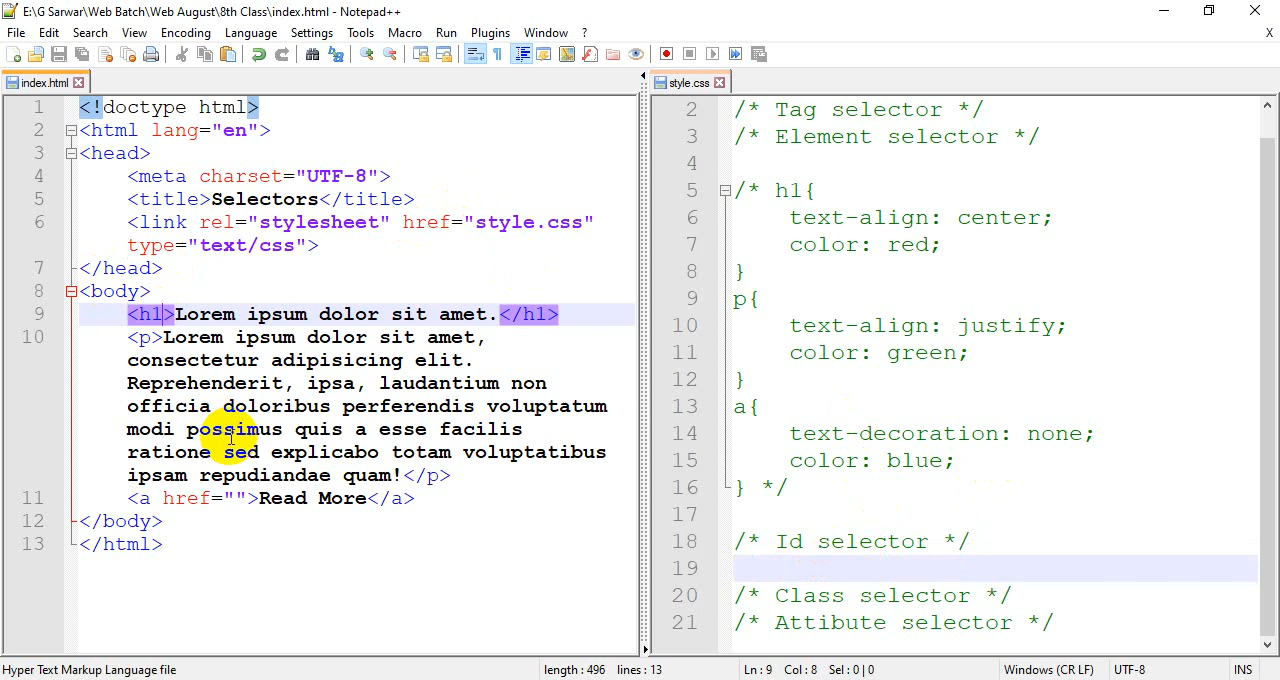 E:\G Sarwar\Web Batch\Web August\8th Class\index.html - Notepad++
File Edit Search View Encoding Language Settings Tools Macro Run Plugins Window ? X
index.html
1 <!doctype html>
2 <html lang="en">
3 <head>
4 <meta charset="UTF-8">
5 <title>Selectors</title>
6 <link rel="stylesheet" href="style.css"
type="text/css">
7 </head>
8 <body>
9 <h1>Lorem ipsum dolor sit amet.</h1>
10 <p>Lorem ipsum dolor sit amet,
consectetur adipisicing elit.
Reprehenderit, ipsa, laudantium non
officia doloribus perferendis voluptatum
modi possimus quis a esse facilis
ratione sed explicabo totam voluptatibus
ipsam repudiandae quam!</p>
11 <a href="">Read More</a>
12 </body>
13 </html>
style.css
2 /* Tag selector */
3 /* Element selector */
4
5 /* h1{
6 text-align: center;
7 color: red;
8 }
9 p{
10 text-align: justify;
11 color: green;
12 }
13 a{
14 text-decoration: none;
15 color: blue;
16 } */
17
18 /* Id selector */
19
20 /* Class selector */
21 /* Attibute selector */
Hyper Text Markup Language file length : 496 lines : 13 Ln : 9 Col : 8 Sel : 0 | 0 Windows (CR LF) UTF-8 INS